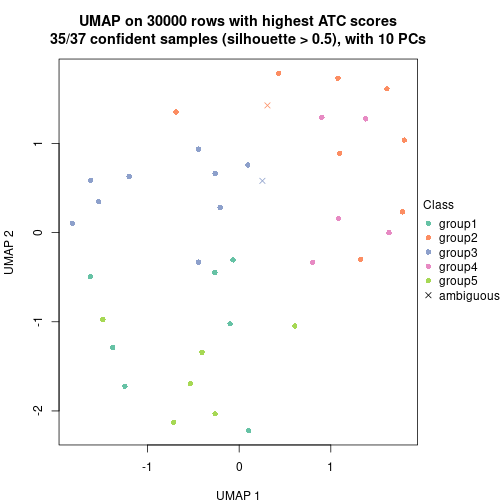 UMAP on 30000 rows with highest ATC scores
35/37 confident samples (silhouette > 0.5), with 10 PCs
UMAP 2
1
0
-1
-2
-1
0
1
UMAP 1
Class
group1
group2
group3
group4
group5
ambiguous